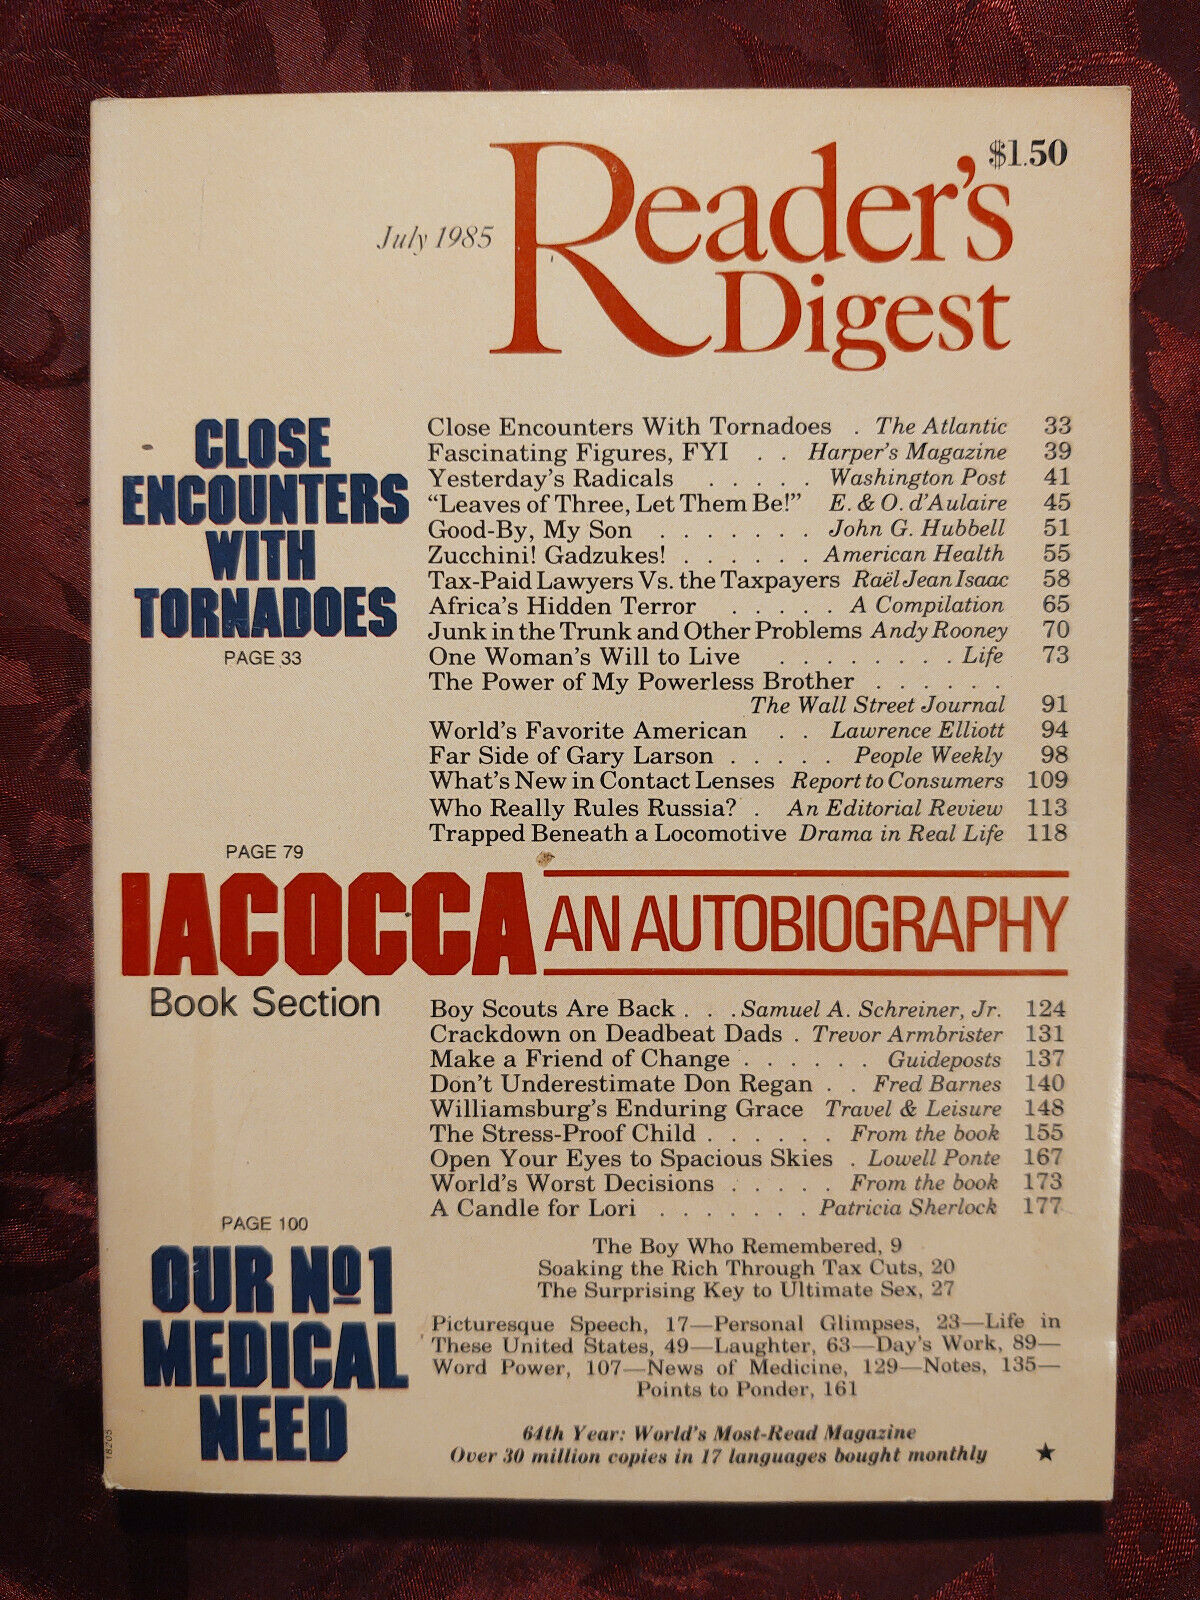 $1.50
July 1985
Reader's
Digest
CLOSE
ENCOUNTERS
WITH
TORNADOES
PAGE 33
Close Encounters With Tornadoes . The Atlantic 33
Fascinating Figures, FYI . . Harper's Magazine 39
Yesterday's Radicals . . . . . Washington Post 41
“Leaves of Three, Let Them Be!” E. & O. d'Aulaire 45
Good-By, My Son . . . . . . . John G. Hubbell 51
Zucchini! Gadzukes! . . . . . . American Health 55
Tax-Paid Lawyers Vs. the Taxpayers Raël Jean Isaac 58
Africa's Hidden Terror . . . . . A Compilation 65
Junk in the Trunk and Other Problems Andy Rooney 70
One Woman's Will to Live . . . . . . . . Life 73
The Power of My Powerless Brother . . . . . .
The Wall Street Journal 91
World's Favorite American . . Lawrence Elliott 94
Far Side of Gary Larson . . . . . People Weekly 98
What's New in Contact Lenses Report to Consumers 109
Who Really Rules Russia? . An Editorial Review 113
Trapped Beneath a Locomotive Drama in Real Life 118
PAGE 79
IACOCCA AN AUTOBIOGRAPHY
Book Section
Boy Scouts Are Back . . . Samuel A. Schreiner, Jr. 124
Crackdown on Deadbeat Dads . Trevor Armbrister 131
Make a Friend of Change . . . . . . Guideposts 137
Don't Underestimate Don Regan . . Fred Barnes 140
Williamsburg's Enduring Grace Travel & Leisure 148
The Stress-Proof Child . . . . . . From the book 155
Open Your Eyes to Spacious Skies . Lowell Ponte 167
World's Worst Decisions . . . . . From the book 173
A Candle for Lori . . . . . . . Patricia Sherlock 177
PAGE 100
OUR Nº1
MEDICAL
NEED
The Boy Who Remembered, 9
Soaking the Rich Through Tax Cuts, 20
The Surprising Key to Ultimate Sex, 27
Picturesque Speech, 17—Personal Glimpses, 23—Life in
These United States, 49—Laughter, 63—Day's Work, 89—
Word Power, 107—News of Medicine, 129—Notes, 135—
Points to Ponder, 161
64th Year: World's Most-Read Magazine
Over 30 million copies in 17 languages bought monthly
18205